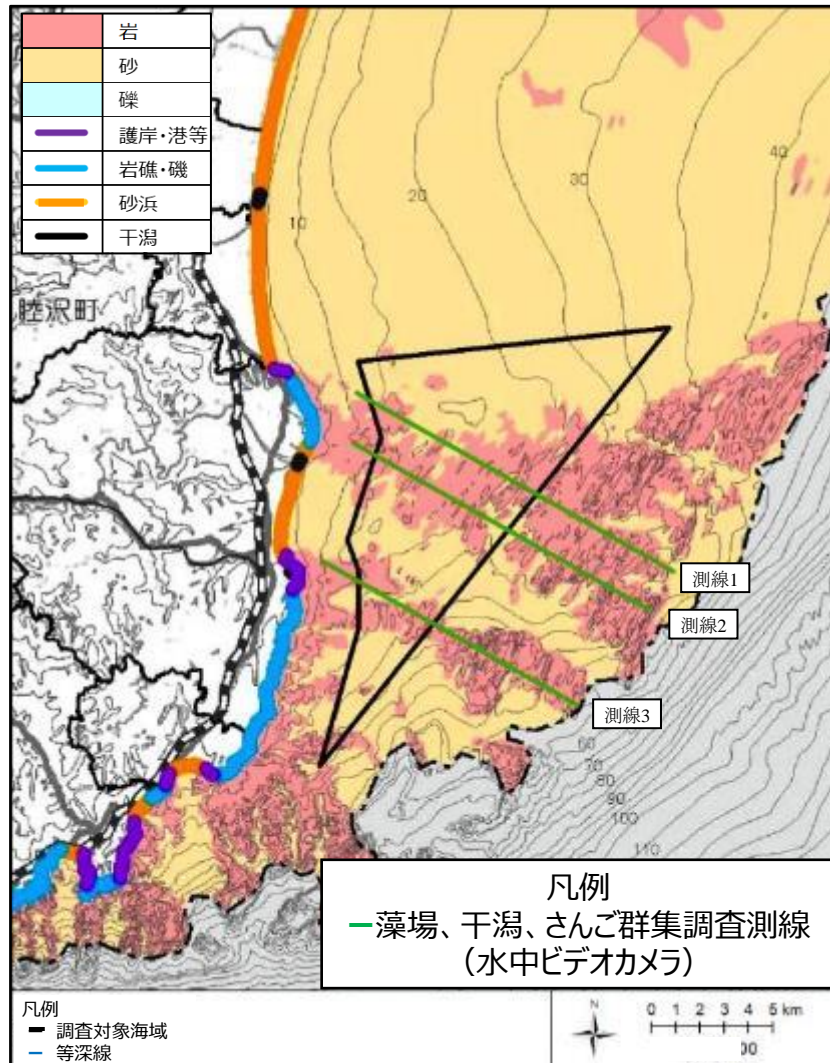 岩
砂
礫
護岸・港等
岩礁・磯
砂浜
干潟
睦沢町
10
20
30
40
測線1
測線2
測線3
60
70
80
90
100
110
凡例
藻場、干潟、さんご群集調査測線
（水中ビデオカメラ）
凡例
調査対象海域
等深線
N
0 1 2 3 4 5 km
00